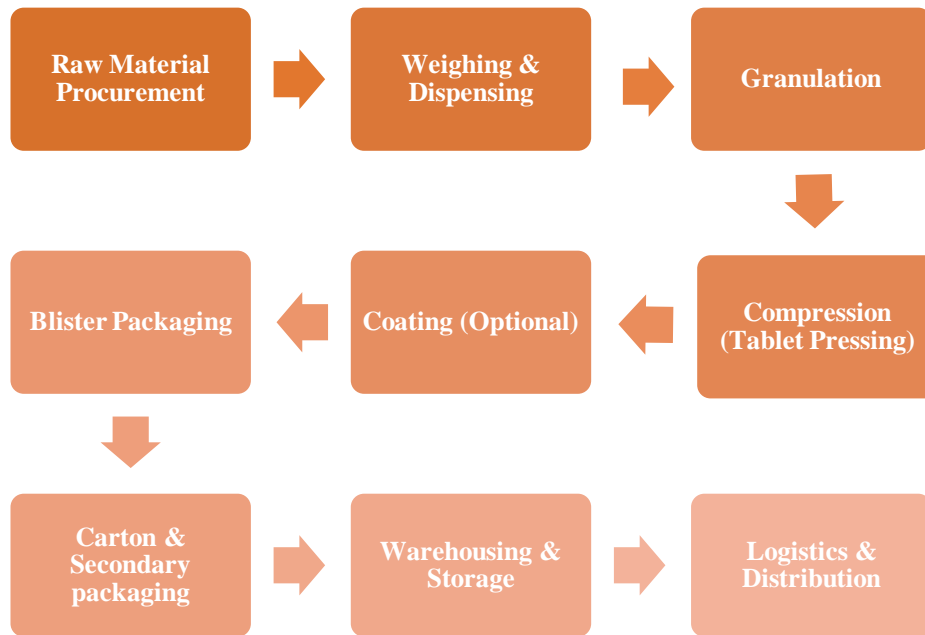 Raw Material
Procurement
Weighing &
Dispensing
Granulation
Compression
(Tablet Pressing)
Coating (Optional)
Blister Packaging
Carton &
Secondary
packaging
Warehousing &
Storage
Logistics &
Distribution